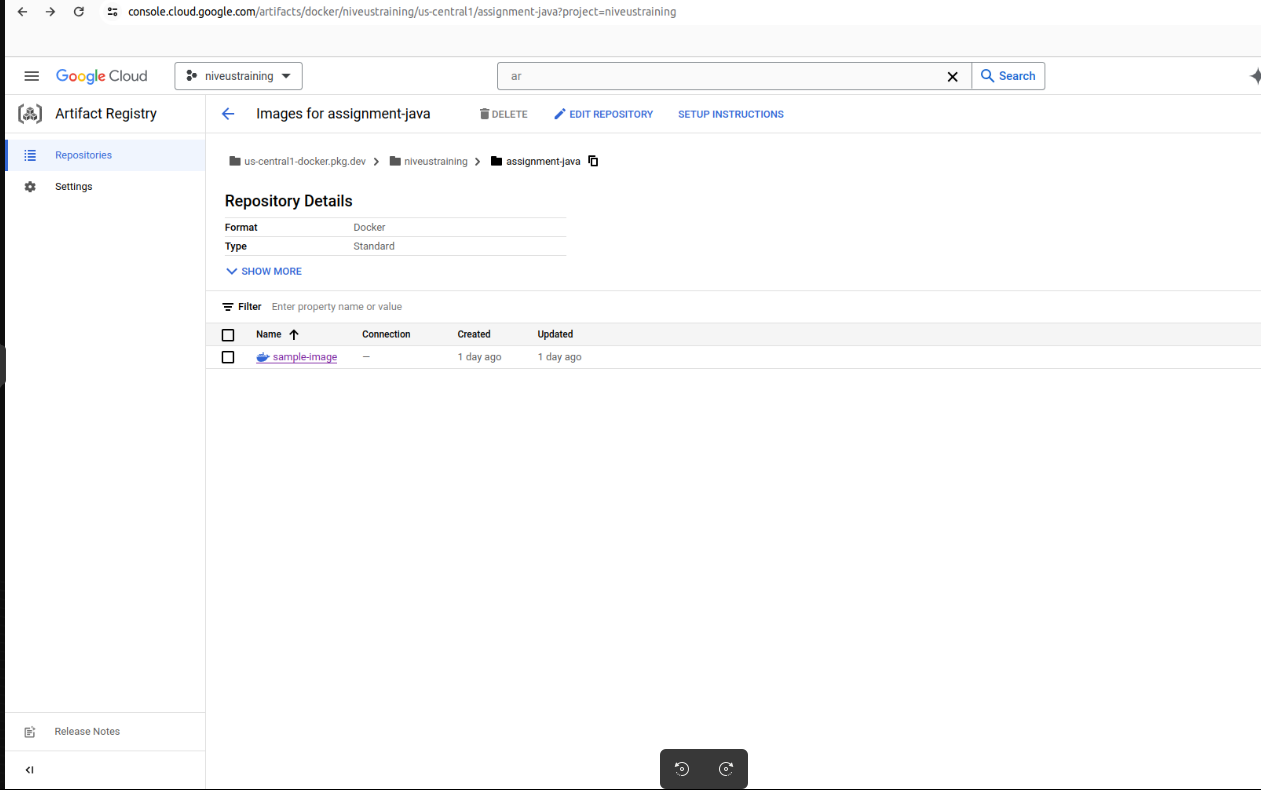 console.cloud.google.com/artifacts/docker/niveustraining/us-central1/assignment-java?project=niveustraining
Google Cloud niveustraining ar Search
Artifact Registry
Images for assignment-java DELETE EDIT REPOSITORY SETUP INSTRUCTIONS
Repositories
Settings
us-central1-docker.pkg.dev niveustraining assignment-java
Repository Details
Format Docker
Type Standard
SHOW MORE
Filter Enter property name or value
Name Connection Created Updated
sample-image — 1 day ago 1 day ago
Release Notes